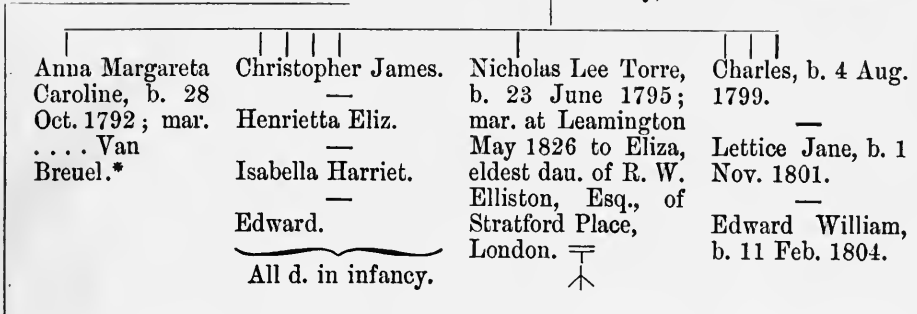 Anna Margareta
Caroline, b. 28
Oct. 1792 ; mar.
. . . . Van
Breuel.*
Christopher James.
—
Henrietta Eliz.
—
Isabella Harriet.
—
Edward.
All d. in infancy.
Nicholas Lee Torre,
b. 23 June 1795 ;
mar. at Leamington
May 1826 to Eliza,
eldest dau. of R. W.
Elliston, Esq., of
Stratford Place,
London.
Charles, b. 4 Aug.
1799.
—
Lettice Jane, b. 1
Nov. 1801.
—
Edward William,
b. 11 Feb. 1804.